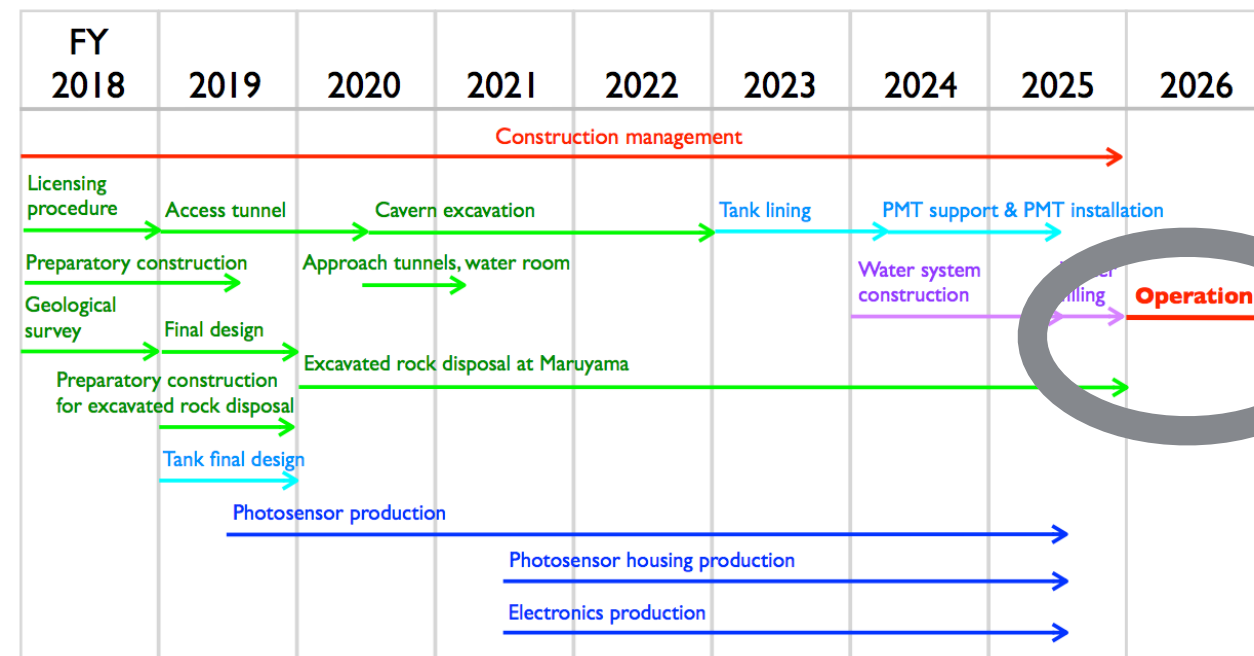 FY
2018 2019 2020 2021 2022 2023 2024 2025 2026
Construction management
Licensing
procedure
Access tunnel
Cavern excavation
Tank lining
PMT support & PMT installation
Preparatory construction
Approach tunnels, water room
Water system
construction
Operation
Geological
survey
Final design
Excavated rock disposal at Maruyama
Preparatory construction
for excavated rock disposal
Tank final design
Photosensor production
Photosensor housing production
Electronics production